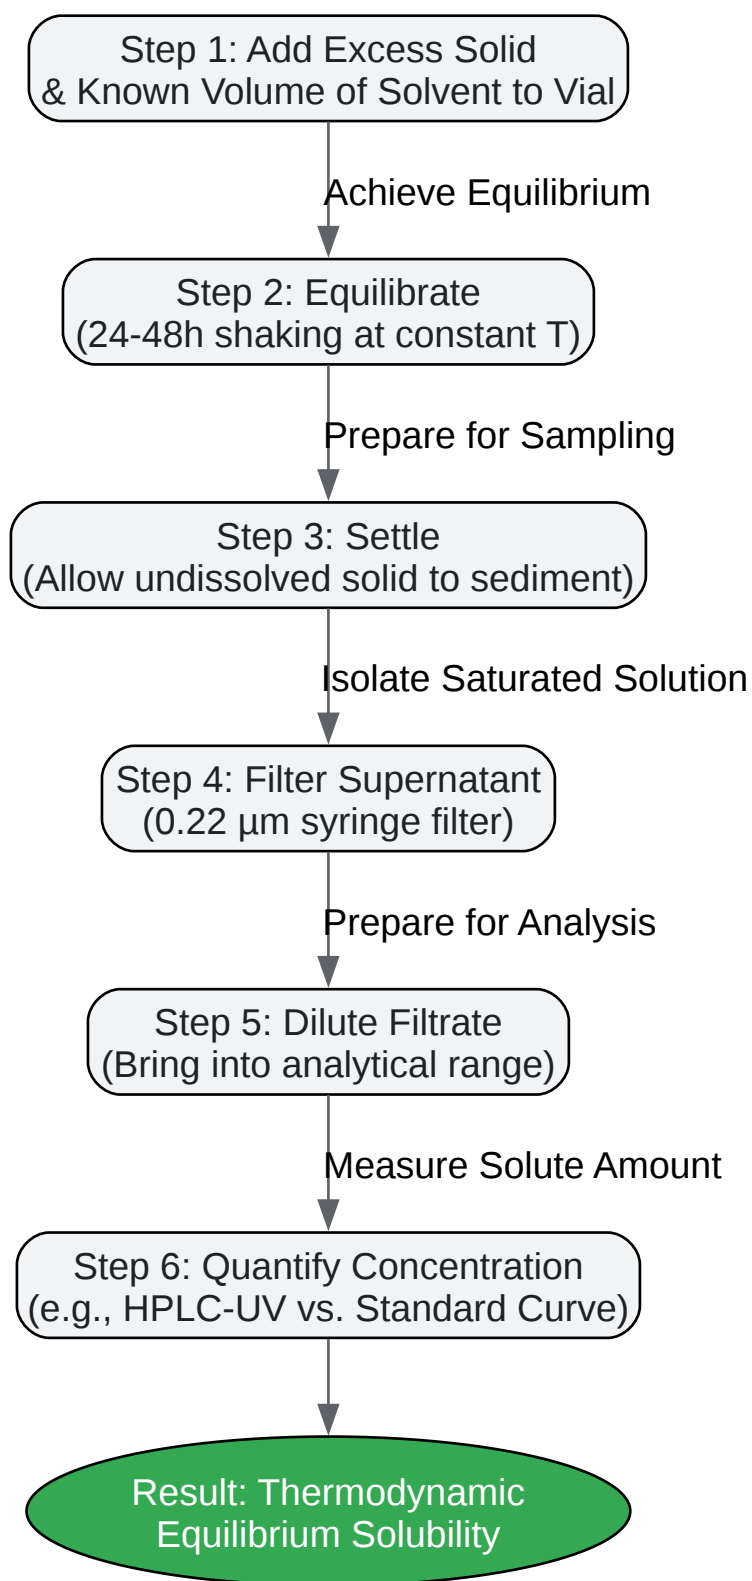 Step 1: Add Excess Solid
& Known Volume of Solvent to Vial
Achieve Equilibrium
Step 2: Equilibrate
(24-48h shaking at constant T)
Prepare for Sampling
Step 3: Settle
(Allow undissolved solid to sediment)
Isolate Saturated Solution
Step 4: Filter Supernatant
(0.22 µm syringe filter)
Prepare for Analysis
Step 5: Dilute Filtrate
(Bring into analytical range)
Measure Solute Amount
Step 6: Quantify Concentration
(e.g., HPLC-UV vs. Standard Curve)
Result: Thermodynamic
Equilibrium Solubility